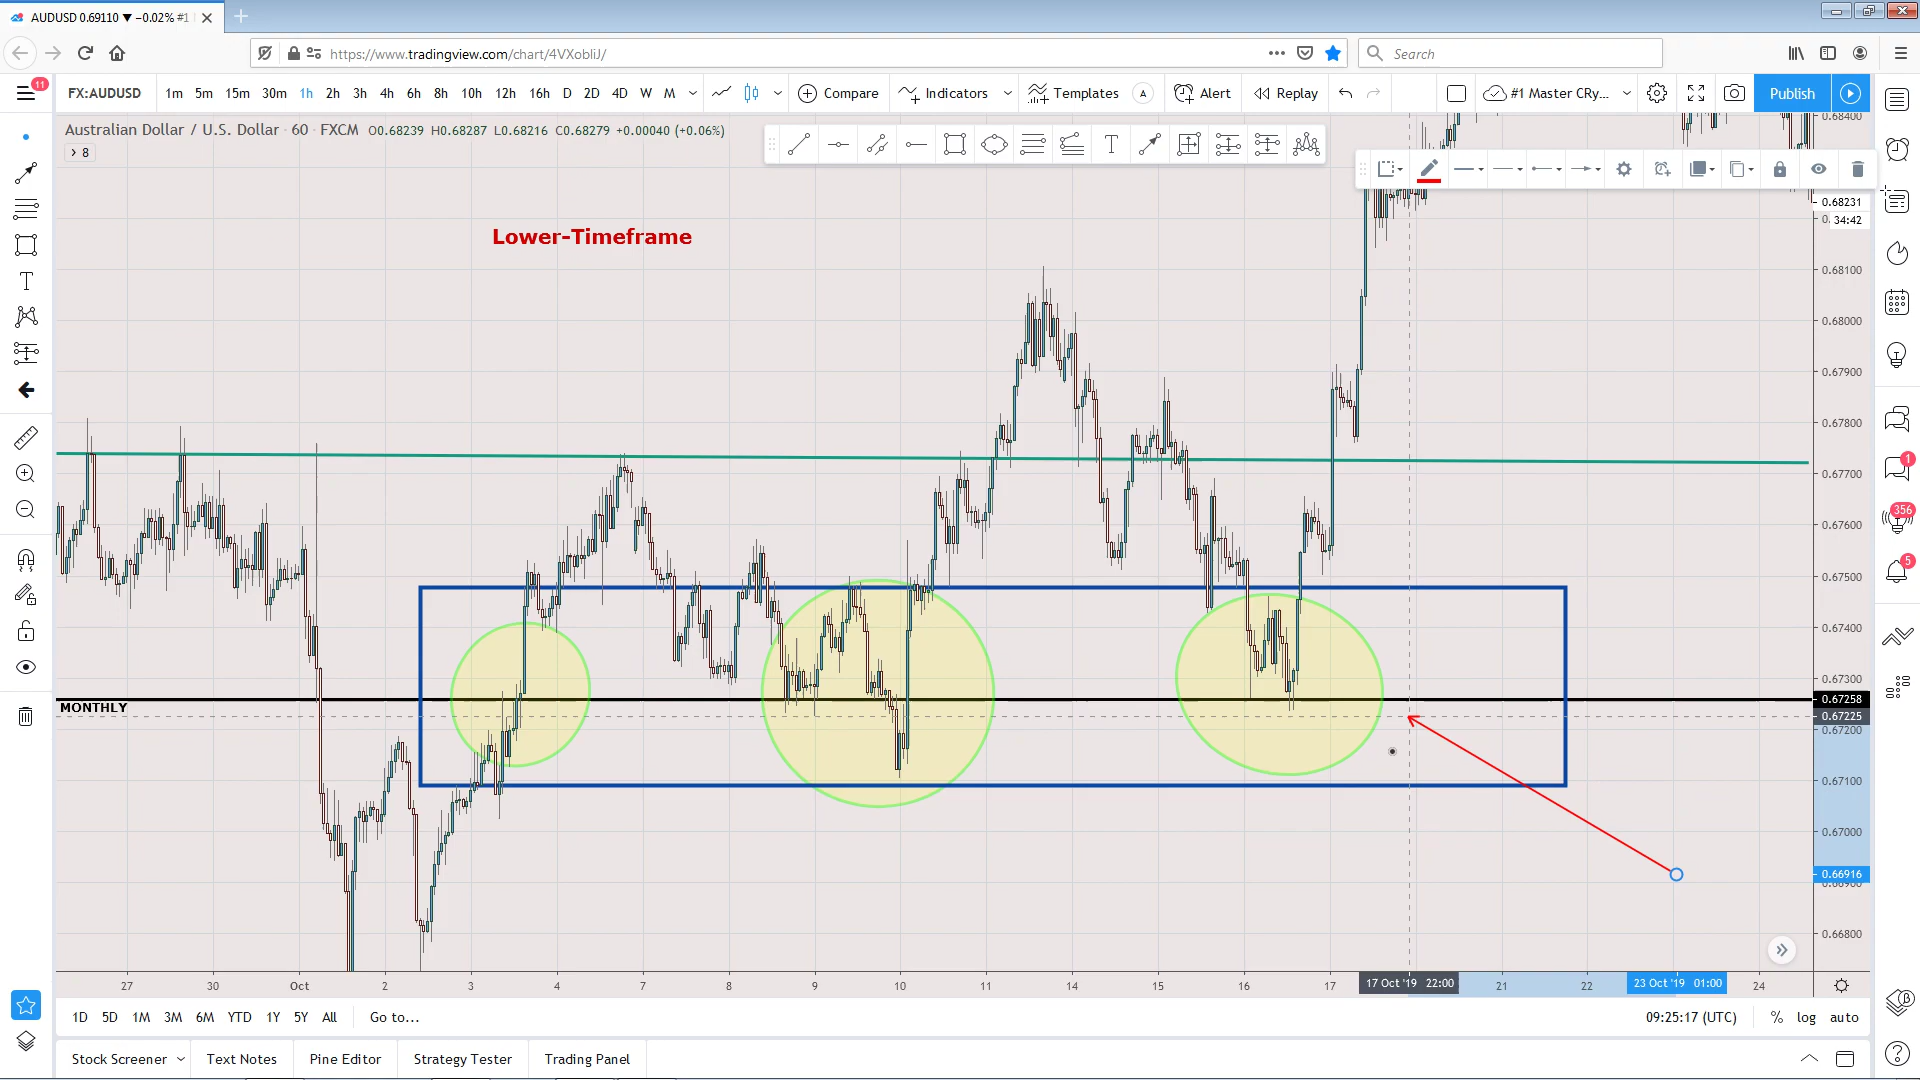 AUDUSD 0.69110 ▼ −0.02% #1
https://www.tradingview.com/chart/4VXobliJ/
Search
11
FX:AUDUSD 1m 5m 15m 30m 1h 2h 3h 4h 6h 8h 10h 12h 16h D 2D 4D W M Compare Indicators Templates A Alert Replay #1 Master CRy... Publish
Australian Dollar / U.S. Dollar · 60 · FXCM O0.68239 H0.68287 L0.68216 C0.68279 +0.00040 (+0.06%)
> 8
T
T
Lower-Timeframe
MONTHLY
0.68400
0.68231
34:42
0.68100
0.68000
0.67900
0.67800
0.67700
0.67600
0.67500
0.67400
0.67300
0.67258
0.67225
0.67200
0.67100
0.67000
0.66916
0.66900
0.66800
1
356
5
27 30 Oct 2 3 4 7 8 9 10 11 14 15 16 17 17 Oct '19 22:00 21 22 23 Oct '19 01:00 24
1D 5D 1M 3M 6M YTD 1Y 5Y All Go to... 09:25:17 (UTC) % log auto
Stock Screener Text Notes Pine Editor Strategy Tester Trading Panel